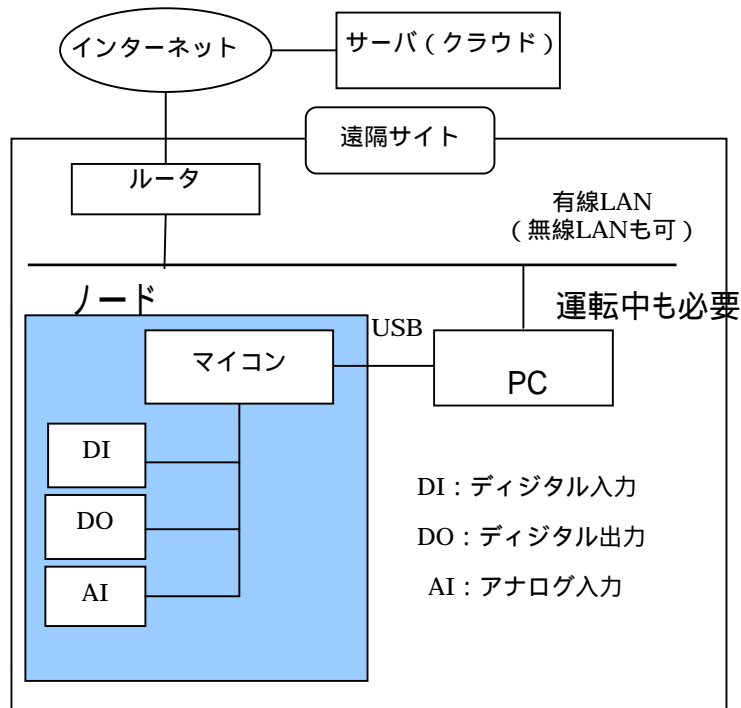 インターネット
サーバ(クラウド)
遠隔サイト
ルータ
有線LAN
(無線LANも可)
ノード
運転中も必要
USB
マイコン
PC
DI
DI:ディジタル入力
DO
DO:ディジタル出力
AI
AI:アナログ入力